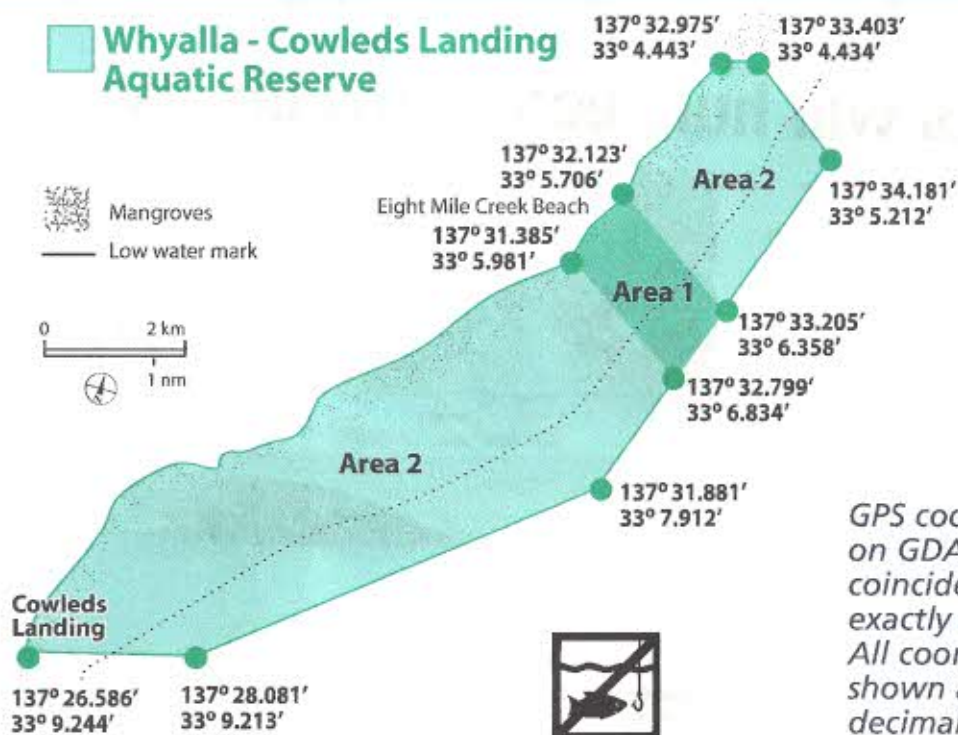 Whyalla - Cowleds Landing
Aquatic Reserve
137° 32.975'
33° 4.443'
137° 33.403'
33° 4.434'
137° 32.123'
33° 5.706'
Area 2
137° 34.181'
33° 5.212'
Mangroves
Low water mark
Eight Mile Creek Beach
137° 31.385'
33° 5.981'
Area 1
137° 33.205'
33° 6.358'
0 2 km
1 nm
137° 32.799'
33° 6.834'
Area 2
137° 31.881'
33° 7.912'
Cowleds
Landing
137° 26.586'
33° 9.244'
137° 28.081'
33° 9.213'
GPS coo
on GDA
coincide
exactly
All coor
shown a
decimal